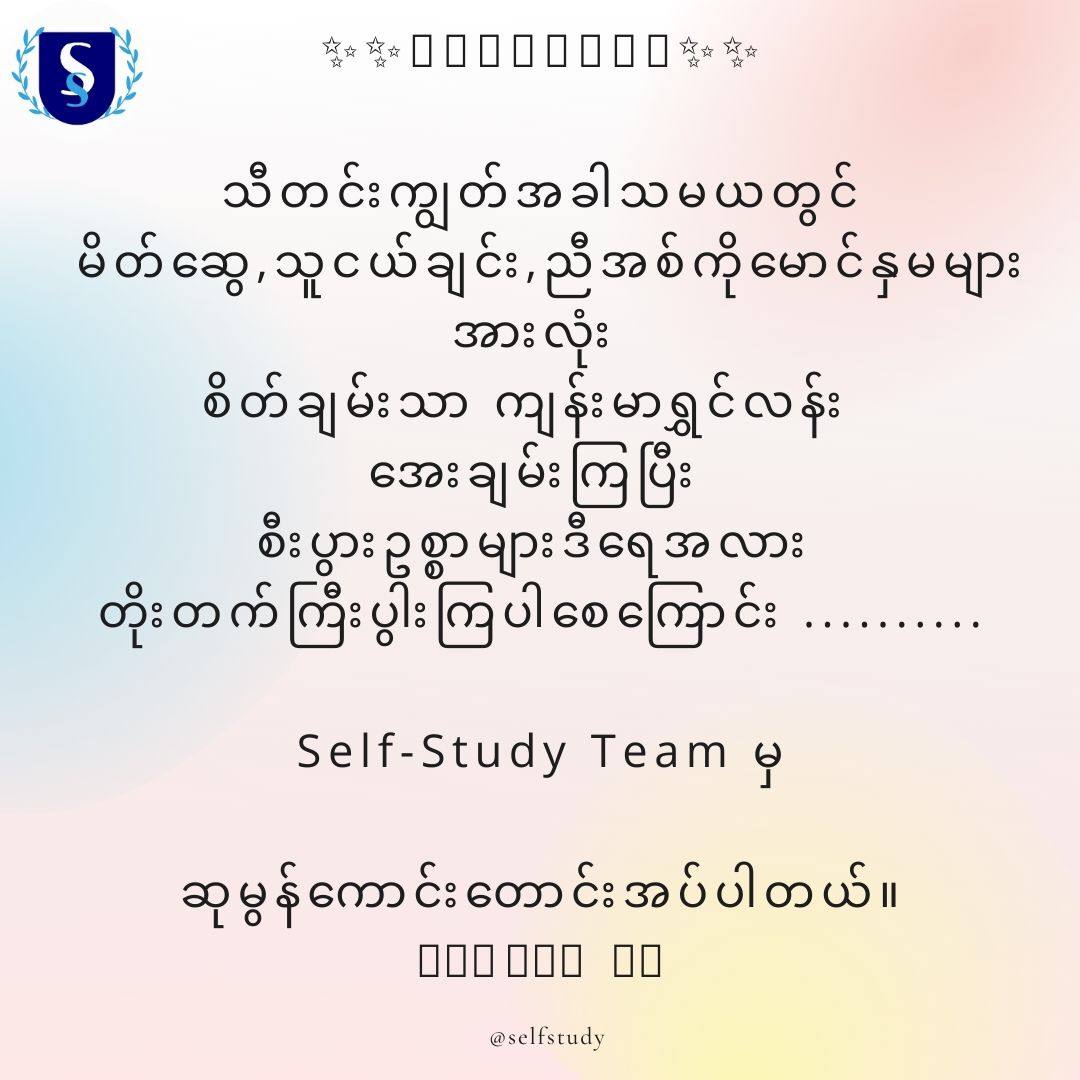 သီတင်းကျွတ်အခါသမယတွင်
မိတ်ဆွေ,သူငယ်ချင်း,ညီအစ်ကိုမောင်နှမများ
အားလုံး
စိတ်ချမ်းသာ ကျန်းမာရွှင်လန်း
အေးချမ်းကြပြီး
စီးပွားဥစ္စာများဒီရေအလား
တိုးတက်ကြီးပွါးကြပါစေကြောင်း ..........
Self-Study Team မှ
ဆုမွန်ကောင်းတောင်းအပ်ပါတယ်။
@selfstudy